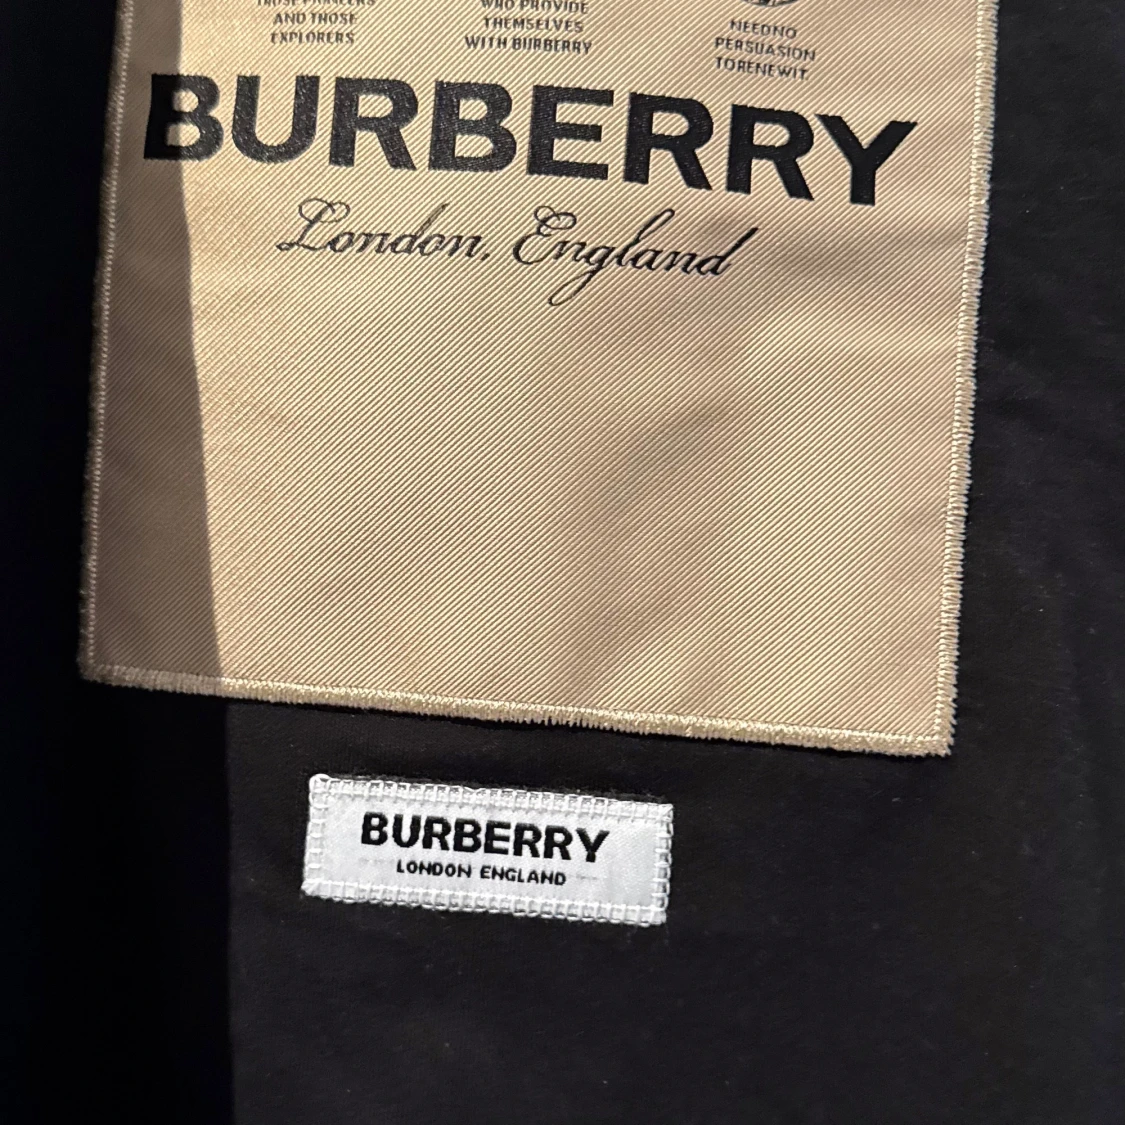 AND THOSE
EXPLORERS
WHO PROVIDE
THEMSELVES
WITH BURBERRY
NEEDNO
PERSUASION
TORENEWIT.
BURBERRY
London, England
BURBERRY
LONDON ENGLAND